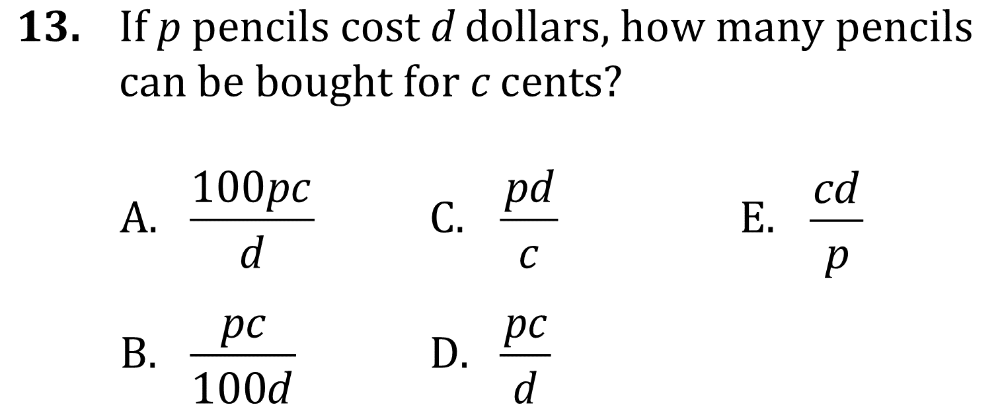 13. If p pencils cost d dollars, how many pencils
can be bought for c cents?
A. 100pc/d C. pd/c E. cd/p
B. pc/100d D. pc/d